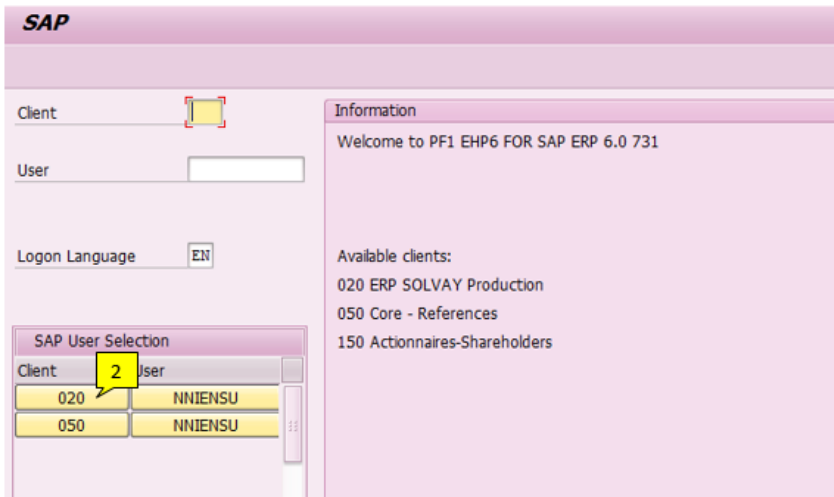 SAP
Client
User
Logon Language EN
SAP User Selection
Client User
2
020 NNIENSU
050 NNIENSU
Information
Welcome to PF1 EHP6 FOR SAP ERP 6.0 731
Available clients:
020 ERP SOLVAY Production
050 Core - References
150 Actionnaires-Shareholders